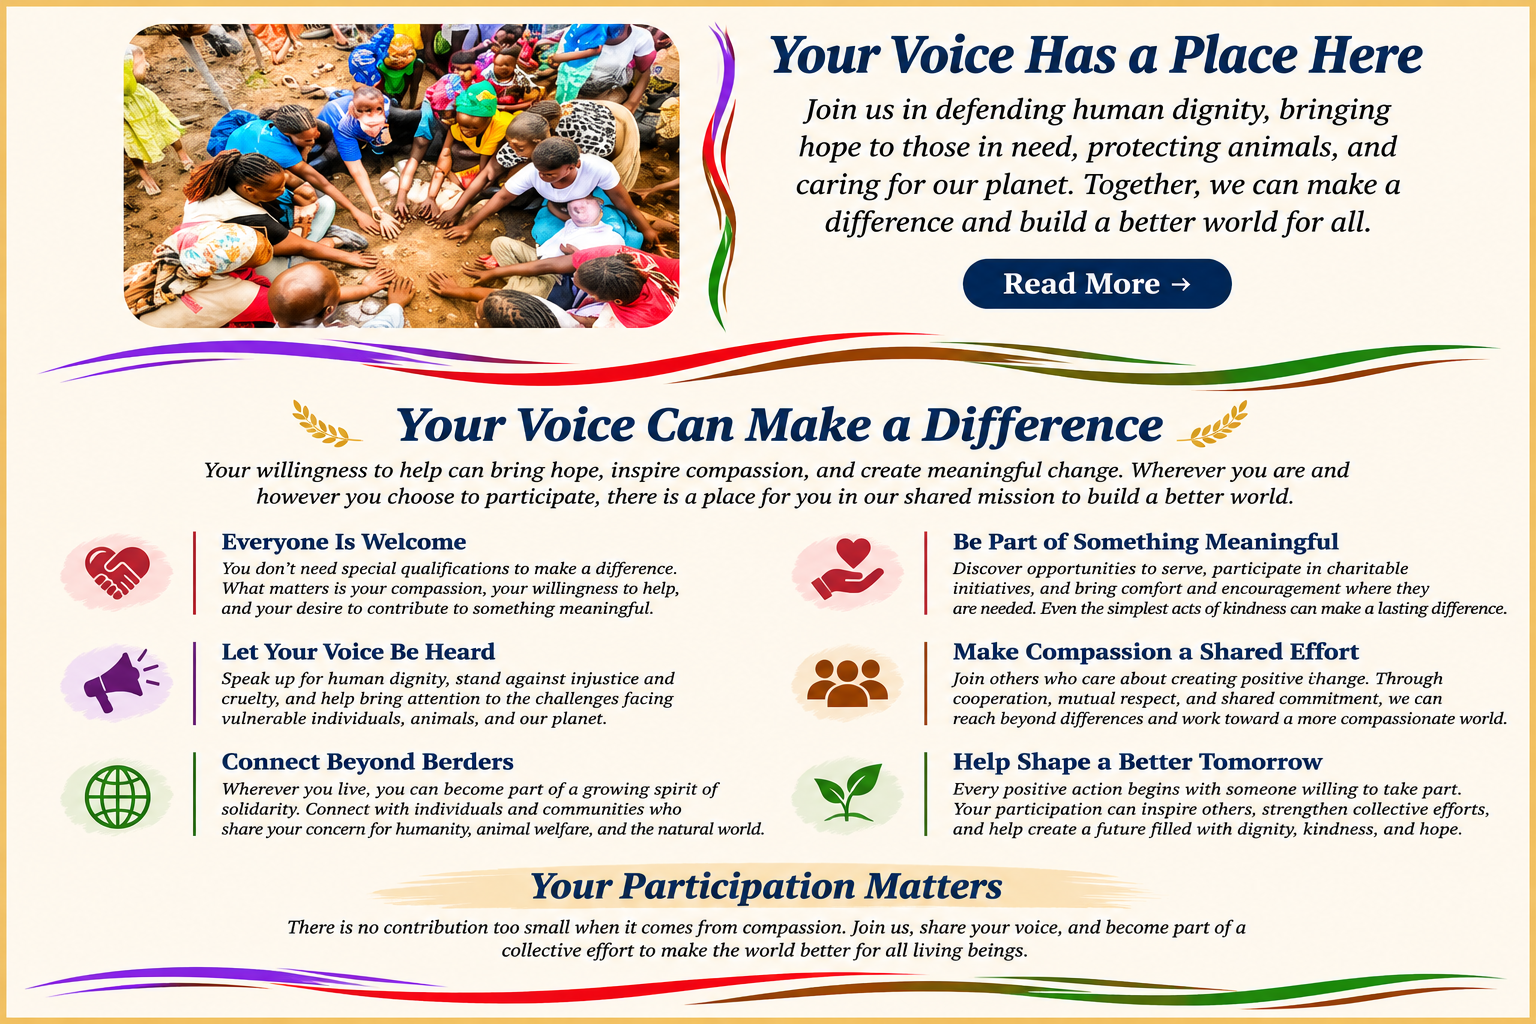 Your Voice Has a Place Here
Join us in defending human dignity, bringing
hope to those in need, protecting animals, and
caring for our planet. Together, we can make a
difference and build a better world for all.
Read More →
Your Voice Can Make a Difference
Your willingness to help can bring hope, inspire compassion, and create meaningful change. Wherever you are and
however you choose to participate, there is a place for you in our shared mission to build a better world.
Everyone Is Welcome
You don't need special qualifications to make a difference.
What matters is your compassion, your willingness to help,
and your desire to contribute to something meaningful.
Let Your Voice Be Heard
Speak up for human dignity, stand against injustice and
cruelty, and help bring attention to the challenges facing
vulnerable individuals, animals, and our planet.
Connect Beyond Berders
Wherever you live, you can become part of a growing spirit of
solidarity. Connect with individuals and communities who
share your concern for humanity, animal welfare, and the natural world.
Be Part of Something Meaningful
Discover opportunities to serve, participate in charitable
initiatives, and bring comfort and encouragement where they
are needed. Even the simplest acts of kindness can make a lasting difference.
Make Compassion a Shared Effort
Join others who care about creating positive change. Through
cooperation, mutual respect, and shared commitment, we can
reach beyond differences and work toward a more compassionate world.
Help Shape a Better Tomorrow
Every positive action begins with someone willing to take part.
Your participation can inspire others, strengthen collective efforts,
and help create a future filled with dignity, kindness, and hope.
Your Participation Matters
There is no contribution too small when it comes from compassion. Join us, share your voice, and become part of a
collective effort to make the world better for all living beings.